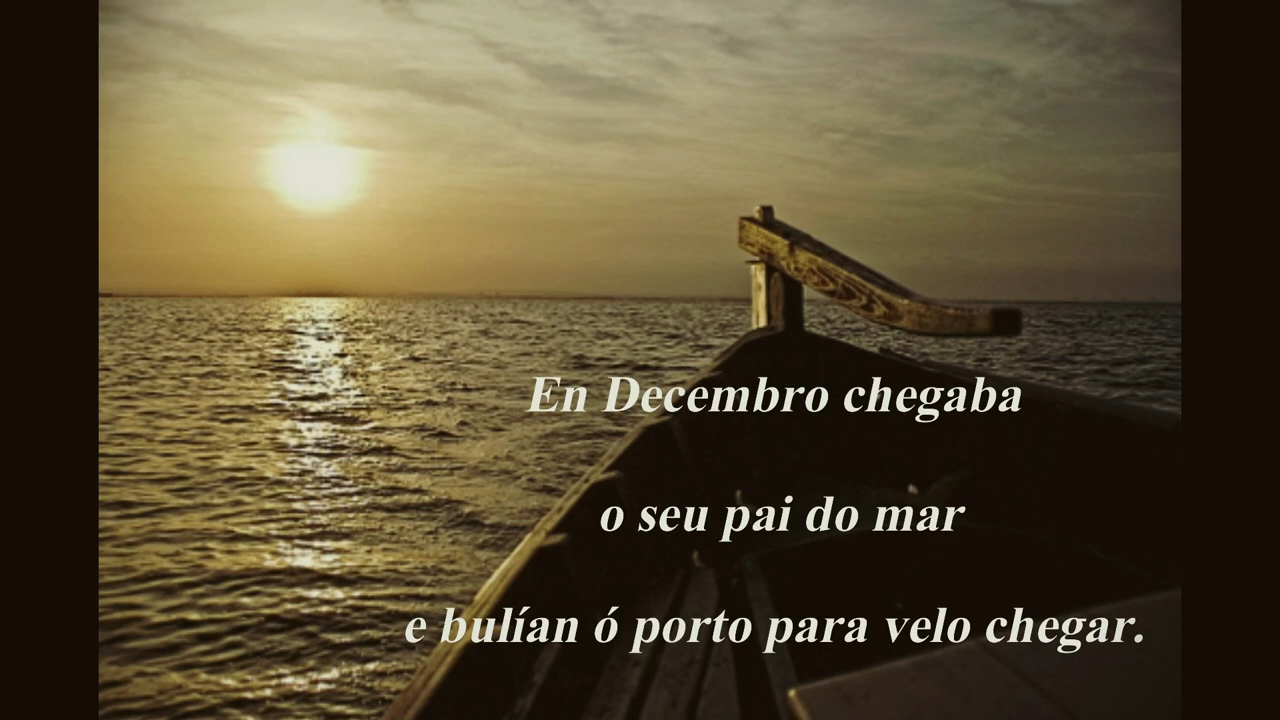 En Decembro chegaba
o seu pai do mar
e bulían ó porto para velo chegar.